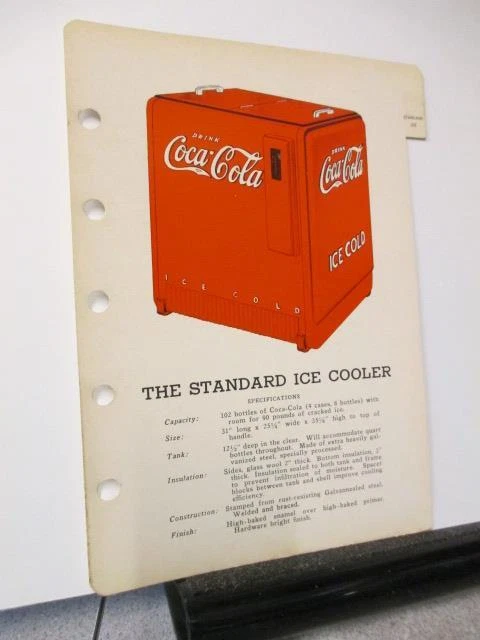 DRINK
Coca-Cola
DRINK
Coca-Cola
ICE COLD
ICE COLD
THE STANDARD ICE COOLER
SPECIFICATIONS
Capacity: 102 bottles of Coca-Cola (4 cases, 6 bottles) with
room for 90 pounds of cracked ice.
Size: 31" long x 25¼" wide x high to top of
handle.
Tank: 12½" deep in the clear. Will accommodate quart
bottles throughout. Made of extra heavily gal-
vanized steel, specially processed.
Insulation: Sides, glass wool 2" thick. Bottom insulation, 2"
thick. Insulation sealed to both tank and frame
to prevent infiltration of moisture. Spacer
blocks between tank and shell improve cooling
efficiency.
Construction: Stamped from rust-resisting Galvannealed steel.
Welded and braced.
Finish: High-baked enamel over high-baked primer.
Hardware bright finish.